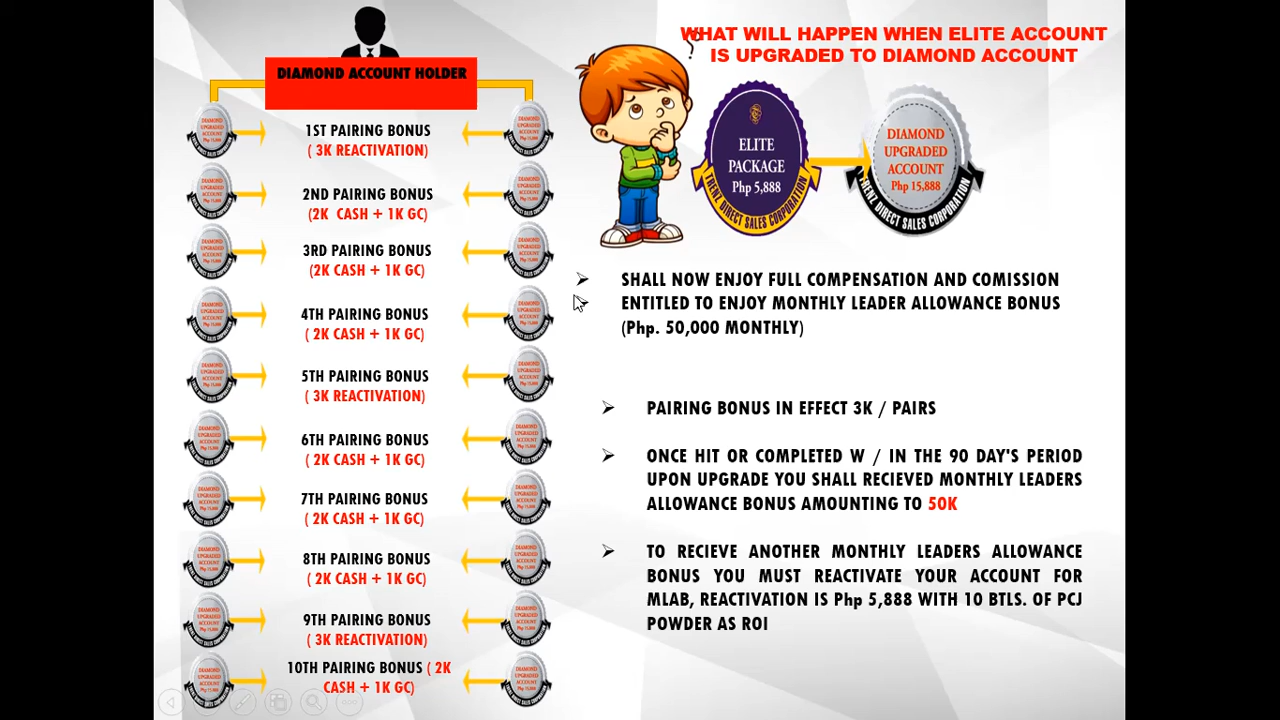 DIAMOND ACCOUNT HOLDER
1ST PAIRING BONUS
( 3K REACTIVATION)
2ND PAIRING BONUS
(2K CASH + 1K GC)
3RD PAIRING BONUS
(2K CASH + 1K GC)
4TH PAIRING BONUS
( 2K CASH + 1K GC)
5TH PAIRING BONUS
( 3K REACTIVATION)
6TH PAIRING BONUS
( 2K CASH + 1K GC)
7TH PAIRING BONUS
( 2K CASH + 1K GC)
8TH PAIRING BONUS
( 2K CASH + 1K GC)
9TH PAIRING BONUS
( 3K REACTIVATION)
10TH PAIRING BONUS ( 2K
CASH + 1K GC)
WHAT WILL HAPPEN WHEN ELITE ACCOUNT
IS UPGRADED TO DIAMOND ACCOUNT
ELITE
PACKAGE
Php 5,888
TRENZ DIRECT SALES CORPORATION
DIAMOND
UPGRADED
ACCOUNT
Php 15,888
TRENZ DIRECT SALES CORPORATION
SHALL NOW ENJOY FULL COMPENSATION AND COMISSION
ENTITLED TO ENJOY MONTHLY LEADER ALLOWANCE BONUS
(Php. 50,000 MONTHLY)
PAIRING BONUS IN EFFECT 3K / PAIRS
ONCE HIT OR COMPLETED W / IN THE 90 DAY'S PERIOD
UPON UPGRADE YOU SHALL RECIEVED MONTHLY LEADERS
ALLOWANCE BONUS AMOUNTING TO 50K
TO RECIEVE ANOTHER MONTHLY LEADERS ALLOWANCE
BONUS YOU MUST REACTIVATE YOUR ACCOUNT FOR
MLAB, REACTIVATION IS Php 5,888 WITH 10 BTLS. OF PCJ
POWDER AS ROI